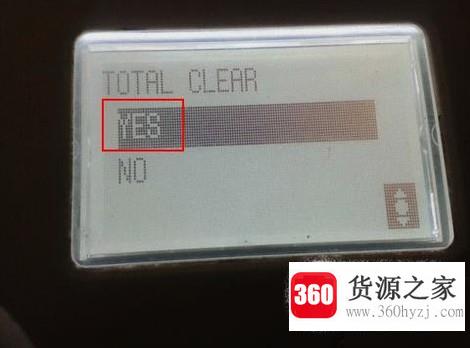 TOTAL CLEAR
YES
NO
360 货源之家
www.360hyzj.com